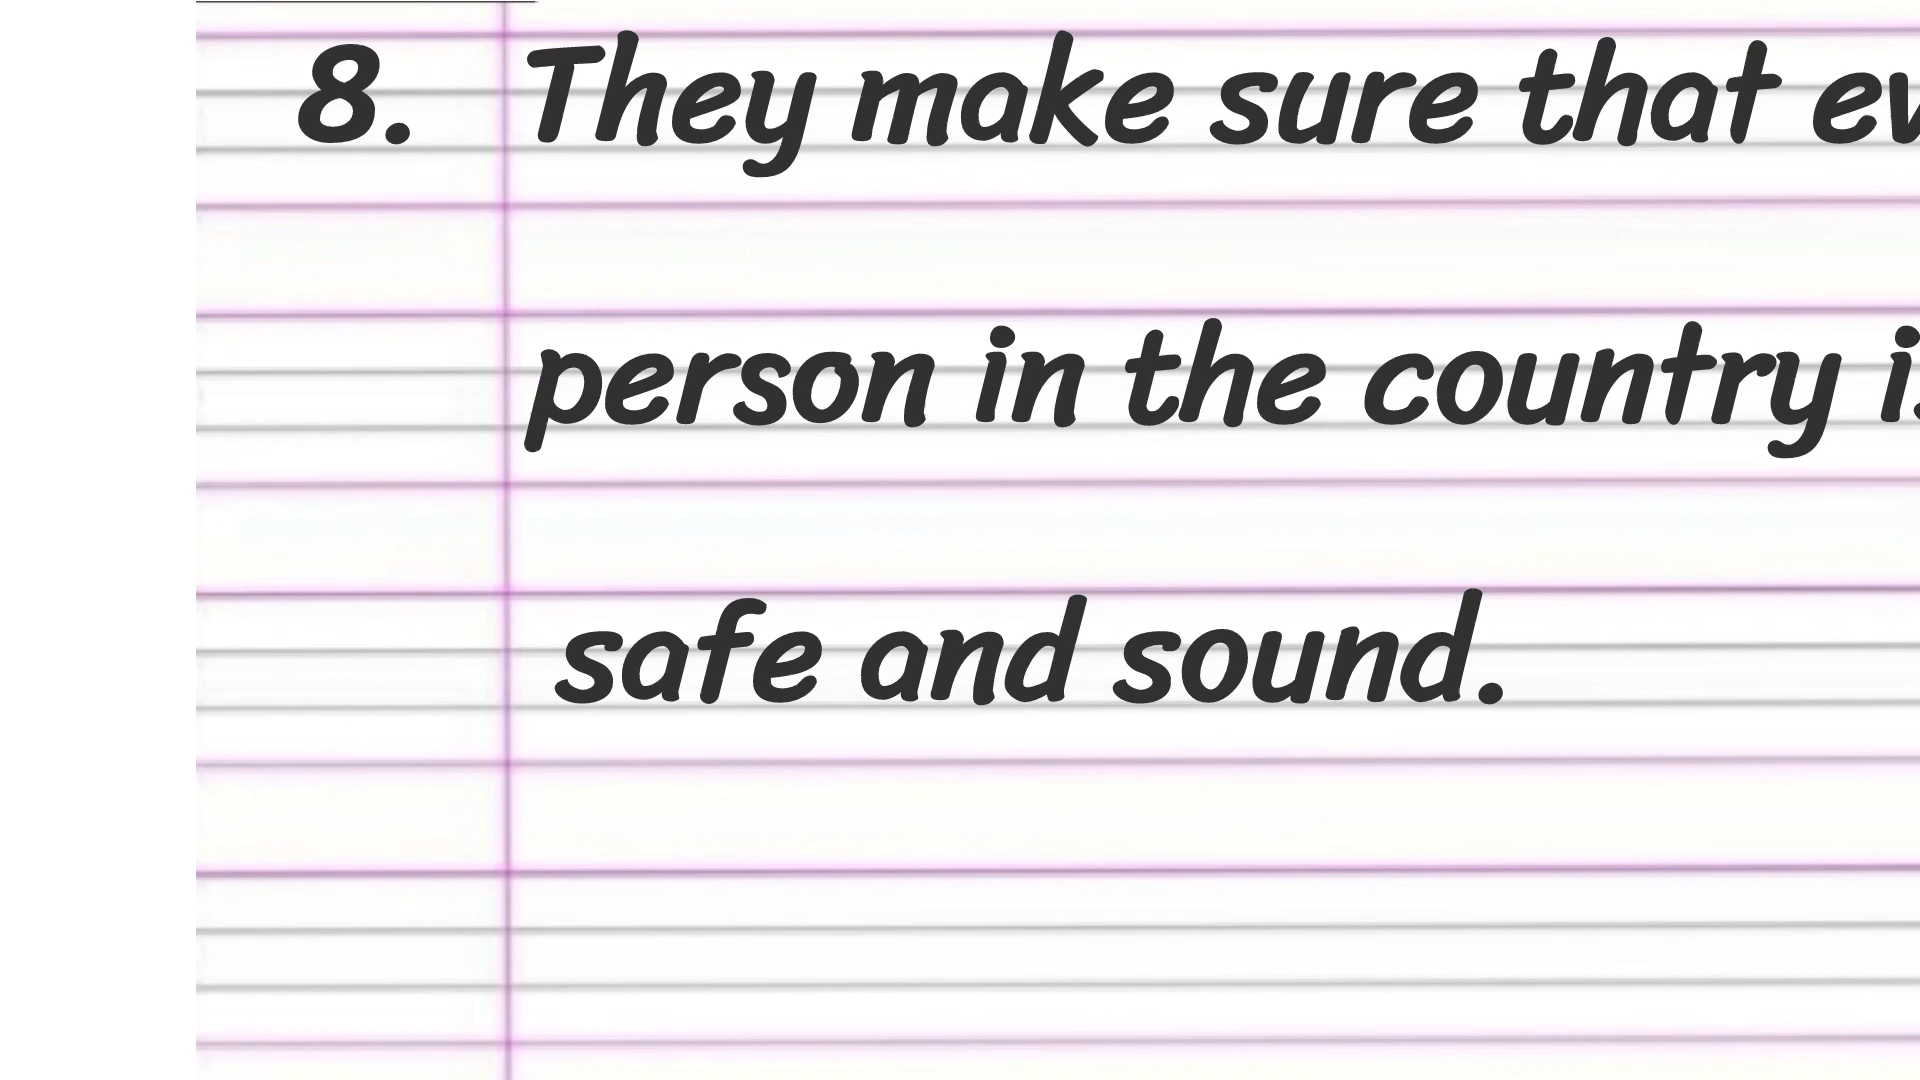 8. They make sure that
person in the country
safe and sound.